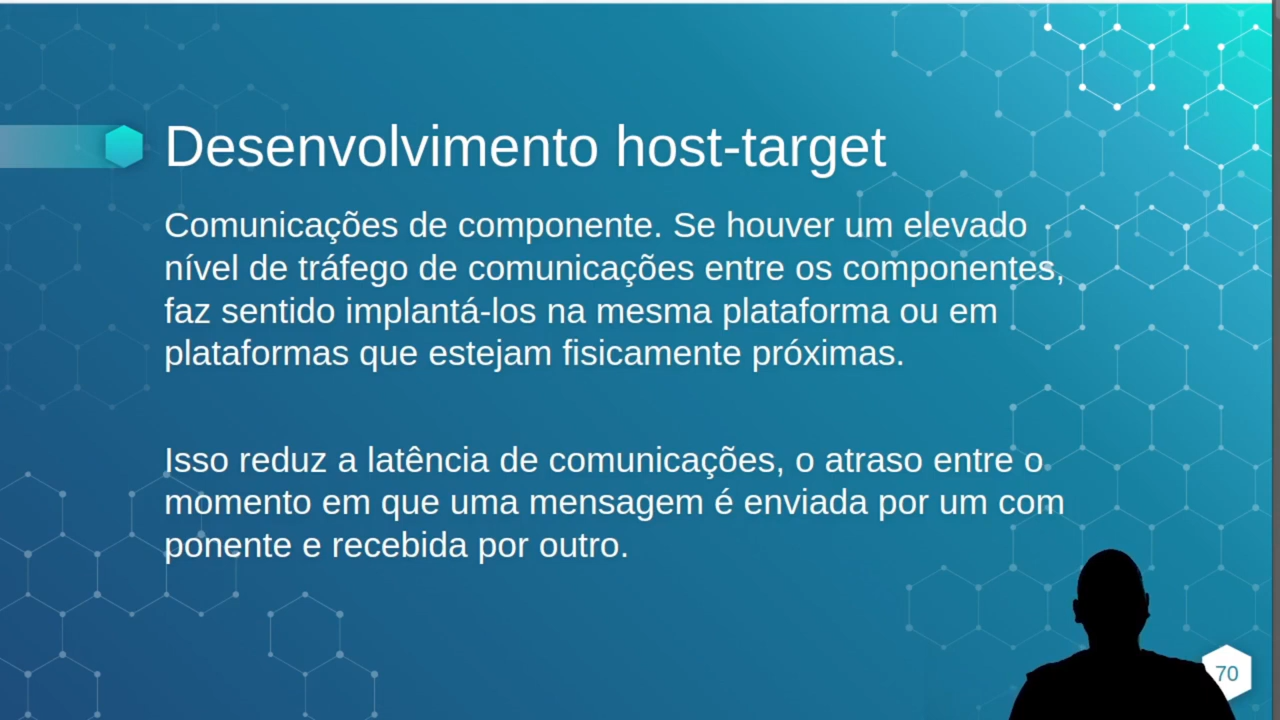 Desenvolvimento host-target
Comunicações de componente. Se houver um elevado
nível de tráfego de comunicações entre os componentes,
faz sentido implantá-los na mesma plataforma ou em
plataformas que estejam fisicamente próximas.
Isso reduz a latência de comunicações, o atraso entre o
momento em que uma mensagem é enviada por um com
ponente e recebida por outro.
70